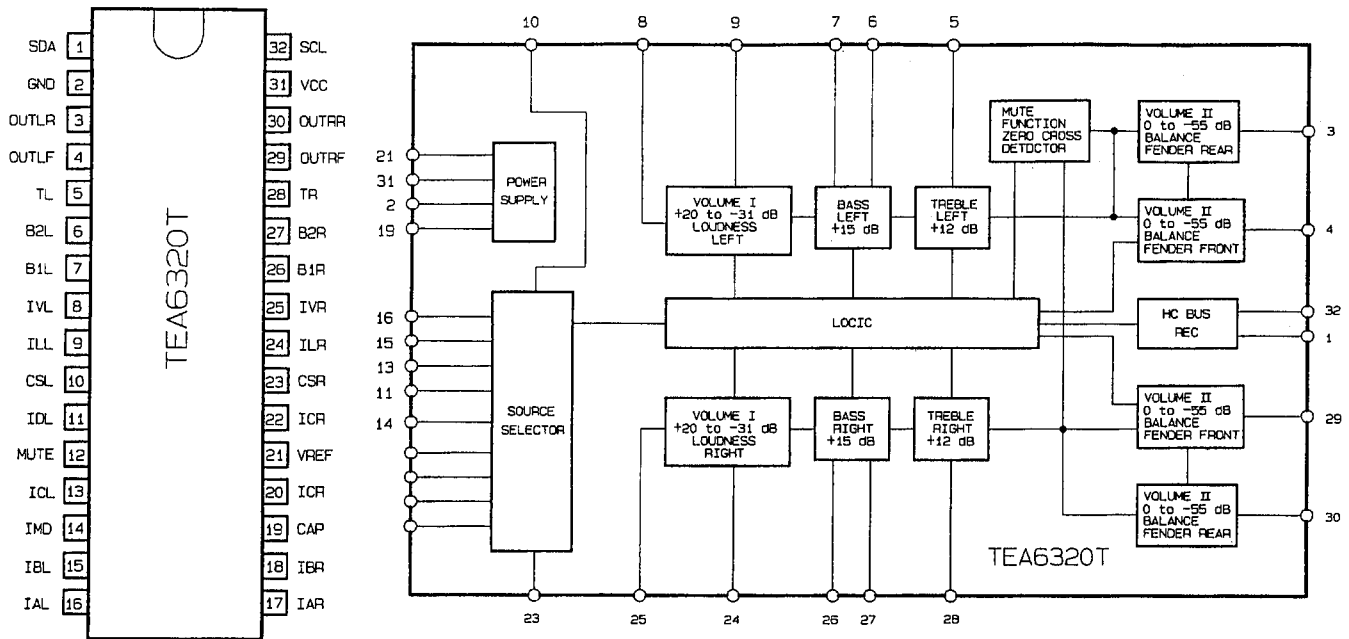 SDA 1
GND 2
OUTLR 3
OUTLF 4
TL 5
B2L 6
B1L 7
IVL 8
ILL 9
CSL 10
IDL 11
MUTE 12
ICL 13
IMD 14
IBL 15
IAL 16
TEA6320T
32 SCL
31 VCC
30 OUTRR
29 OUTRF
28 TR
27 B2R
26 B1R
25 IVR
24 ILR
23 CSR
22 ICR
21 VREF
20 ICR
19 CAP
18 IBR
17 IAR
10 8 9 7 6 5
21
31
2
19
POWER
SUPPLY
16
15
13
11
14
SOURCE
SELECTOR
VOLUME I
+20 to -31 dB
LOUDNESS
LEFT
BASS
LEFT
+15 dB
TREBLE
LEFT
+12 dB
MUTE
FUNCTION
ZERO CROSS
DETDCTOR
VOLUME II
0 to -55 dB
BALANCE
FENDER REAR
3
VOLUME II
0 to -55 dB
BALANCE
FENDER FRONT
4
LOCIC
HC BUS
REC
32
1
VOLUME I
+20 to -31 dB
LOUDNESS
RIGHT
BASS
RIGHT
+15 dB
TREBLE
RIGHT
+12 dB
VOLUME II
0 to -55 dB
BALANCE
FENDER FRONT
29
VOLUME II
0 to -55 dB
BALANCE
FENDER REAR
30
TEA6320T
23 25 24 26 27 28